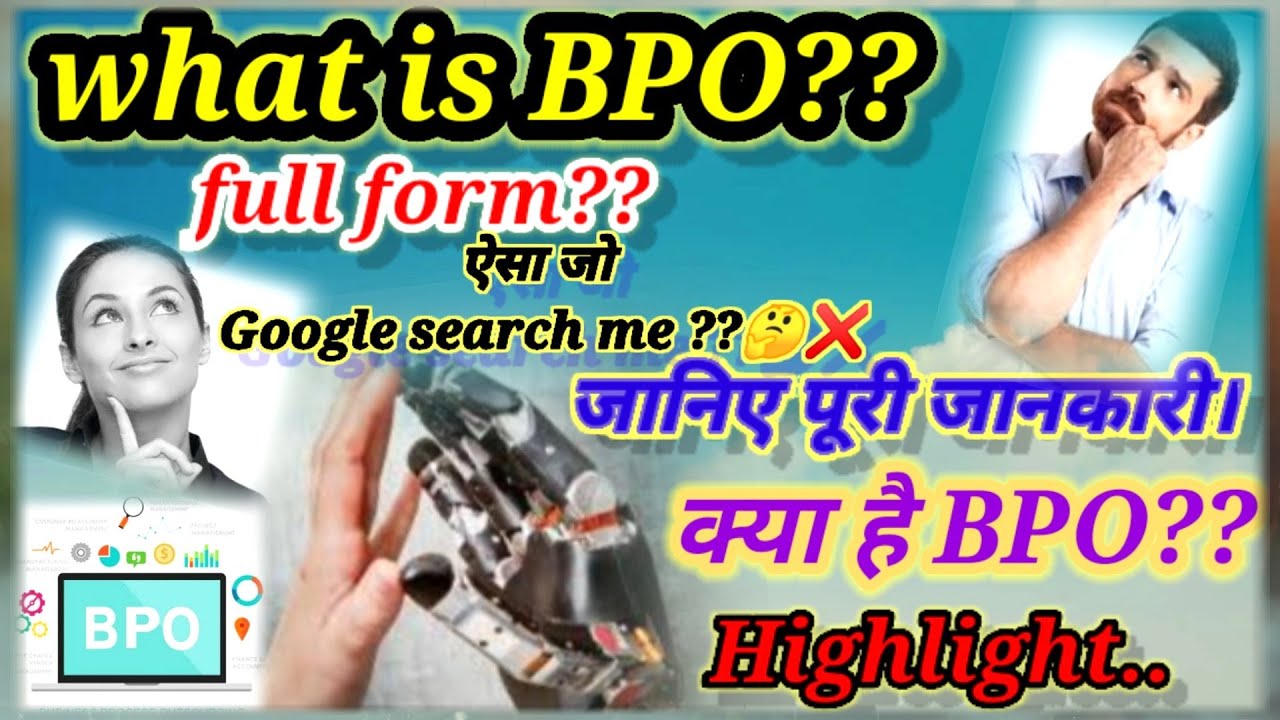 what is BPO??
full form??
ऐसा जो
Google search me ??🤔❌
जानिए पूरी जानकारी।
क्या है BPO??
BPO
Highlight..